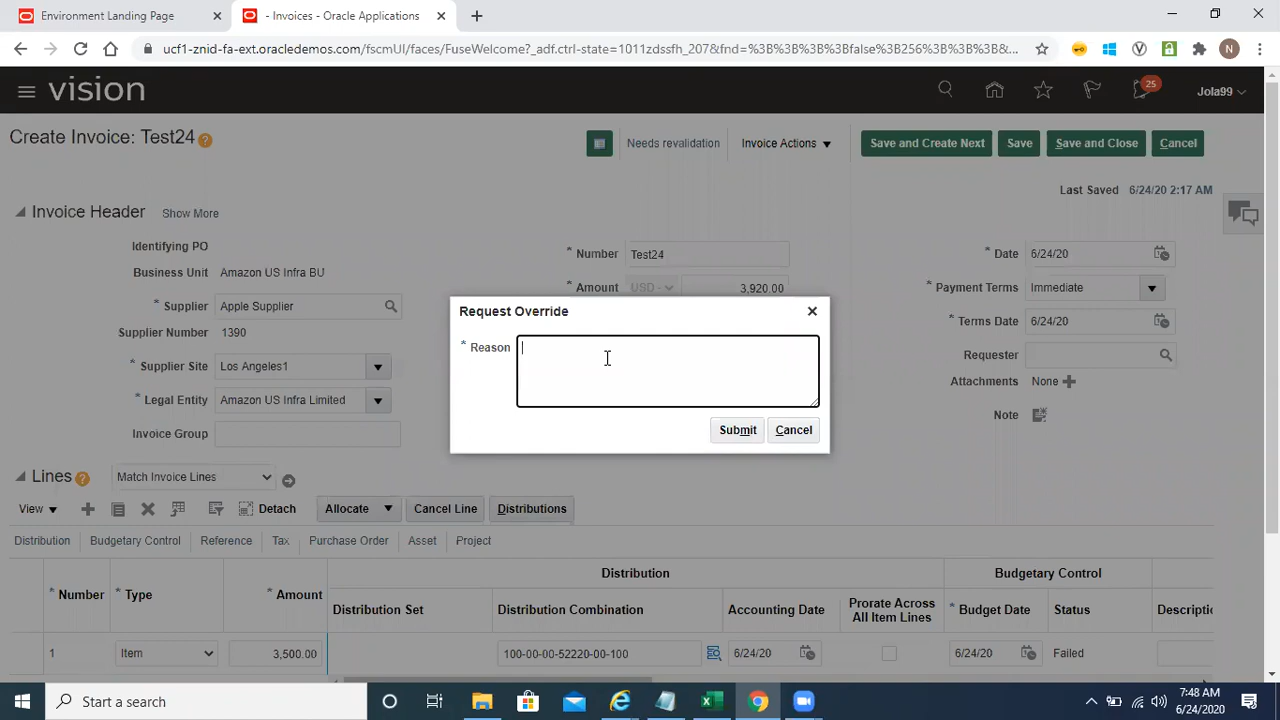 Environment Landing Page
- Invoices - Oracle Applications
ucf1-znid-fa-ext.oracledemos.com/fscmUI/faces/FuseWelcome?_adf.ctrl-state=1011zdssfh_207&fnd=%3B%3B%3B%3Bfalse%3B256%3B%3B%3B&...
N
vision
25
Jola99
Create Invoice: Test24
Needs revalidation
Invoice Actions
Save and Create Next
Save
Save and Close
Cancel
Last Saved 6/24/20 2:17 AM
Invoice Header Show More
Identifying PO
Business Unit Amazon US Infra BU
* Supplier Apple Supplier
Supplier Number 1390
* Supplier Site Los Angeles1
* Legal Entity Amazon US Infra Limited
Invoice Group
* Number Test24
* Amount USD - 3,920.00
* Date 6/24/20
* Payment Terms Immediate
* Terms Date 6/24/20
Requester
Attachments None
Note
Request Override
* Reason
Submit
Cancel
Lines Match Invoice Lines
View Detach Allocate Cancel Line Distributions
Distribution Budgetary Control Reference Tax Purchase Order Asset Project
Distribution Budgetary Control
* Number * Type * Amount Distribution Set Distribution Combination Accounting Date Prorate Across All Item Lines * Budget Date Status Descriptic
1 Item 3,500.00 100-00-00-52220-00-100 6/24/20 6/24/20 Failed
Start a search
7:48 AM
6/24/2020